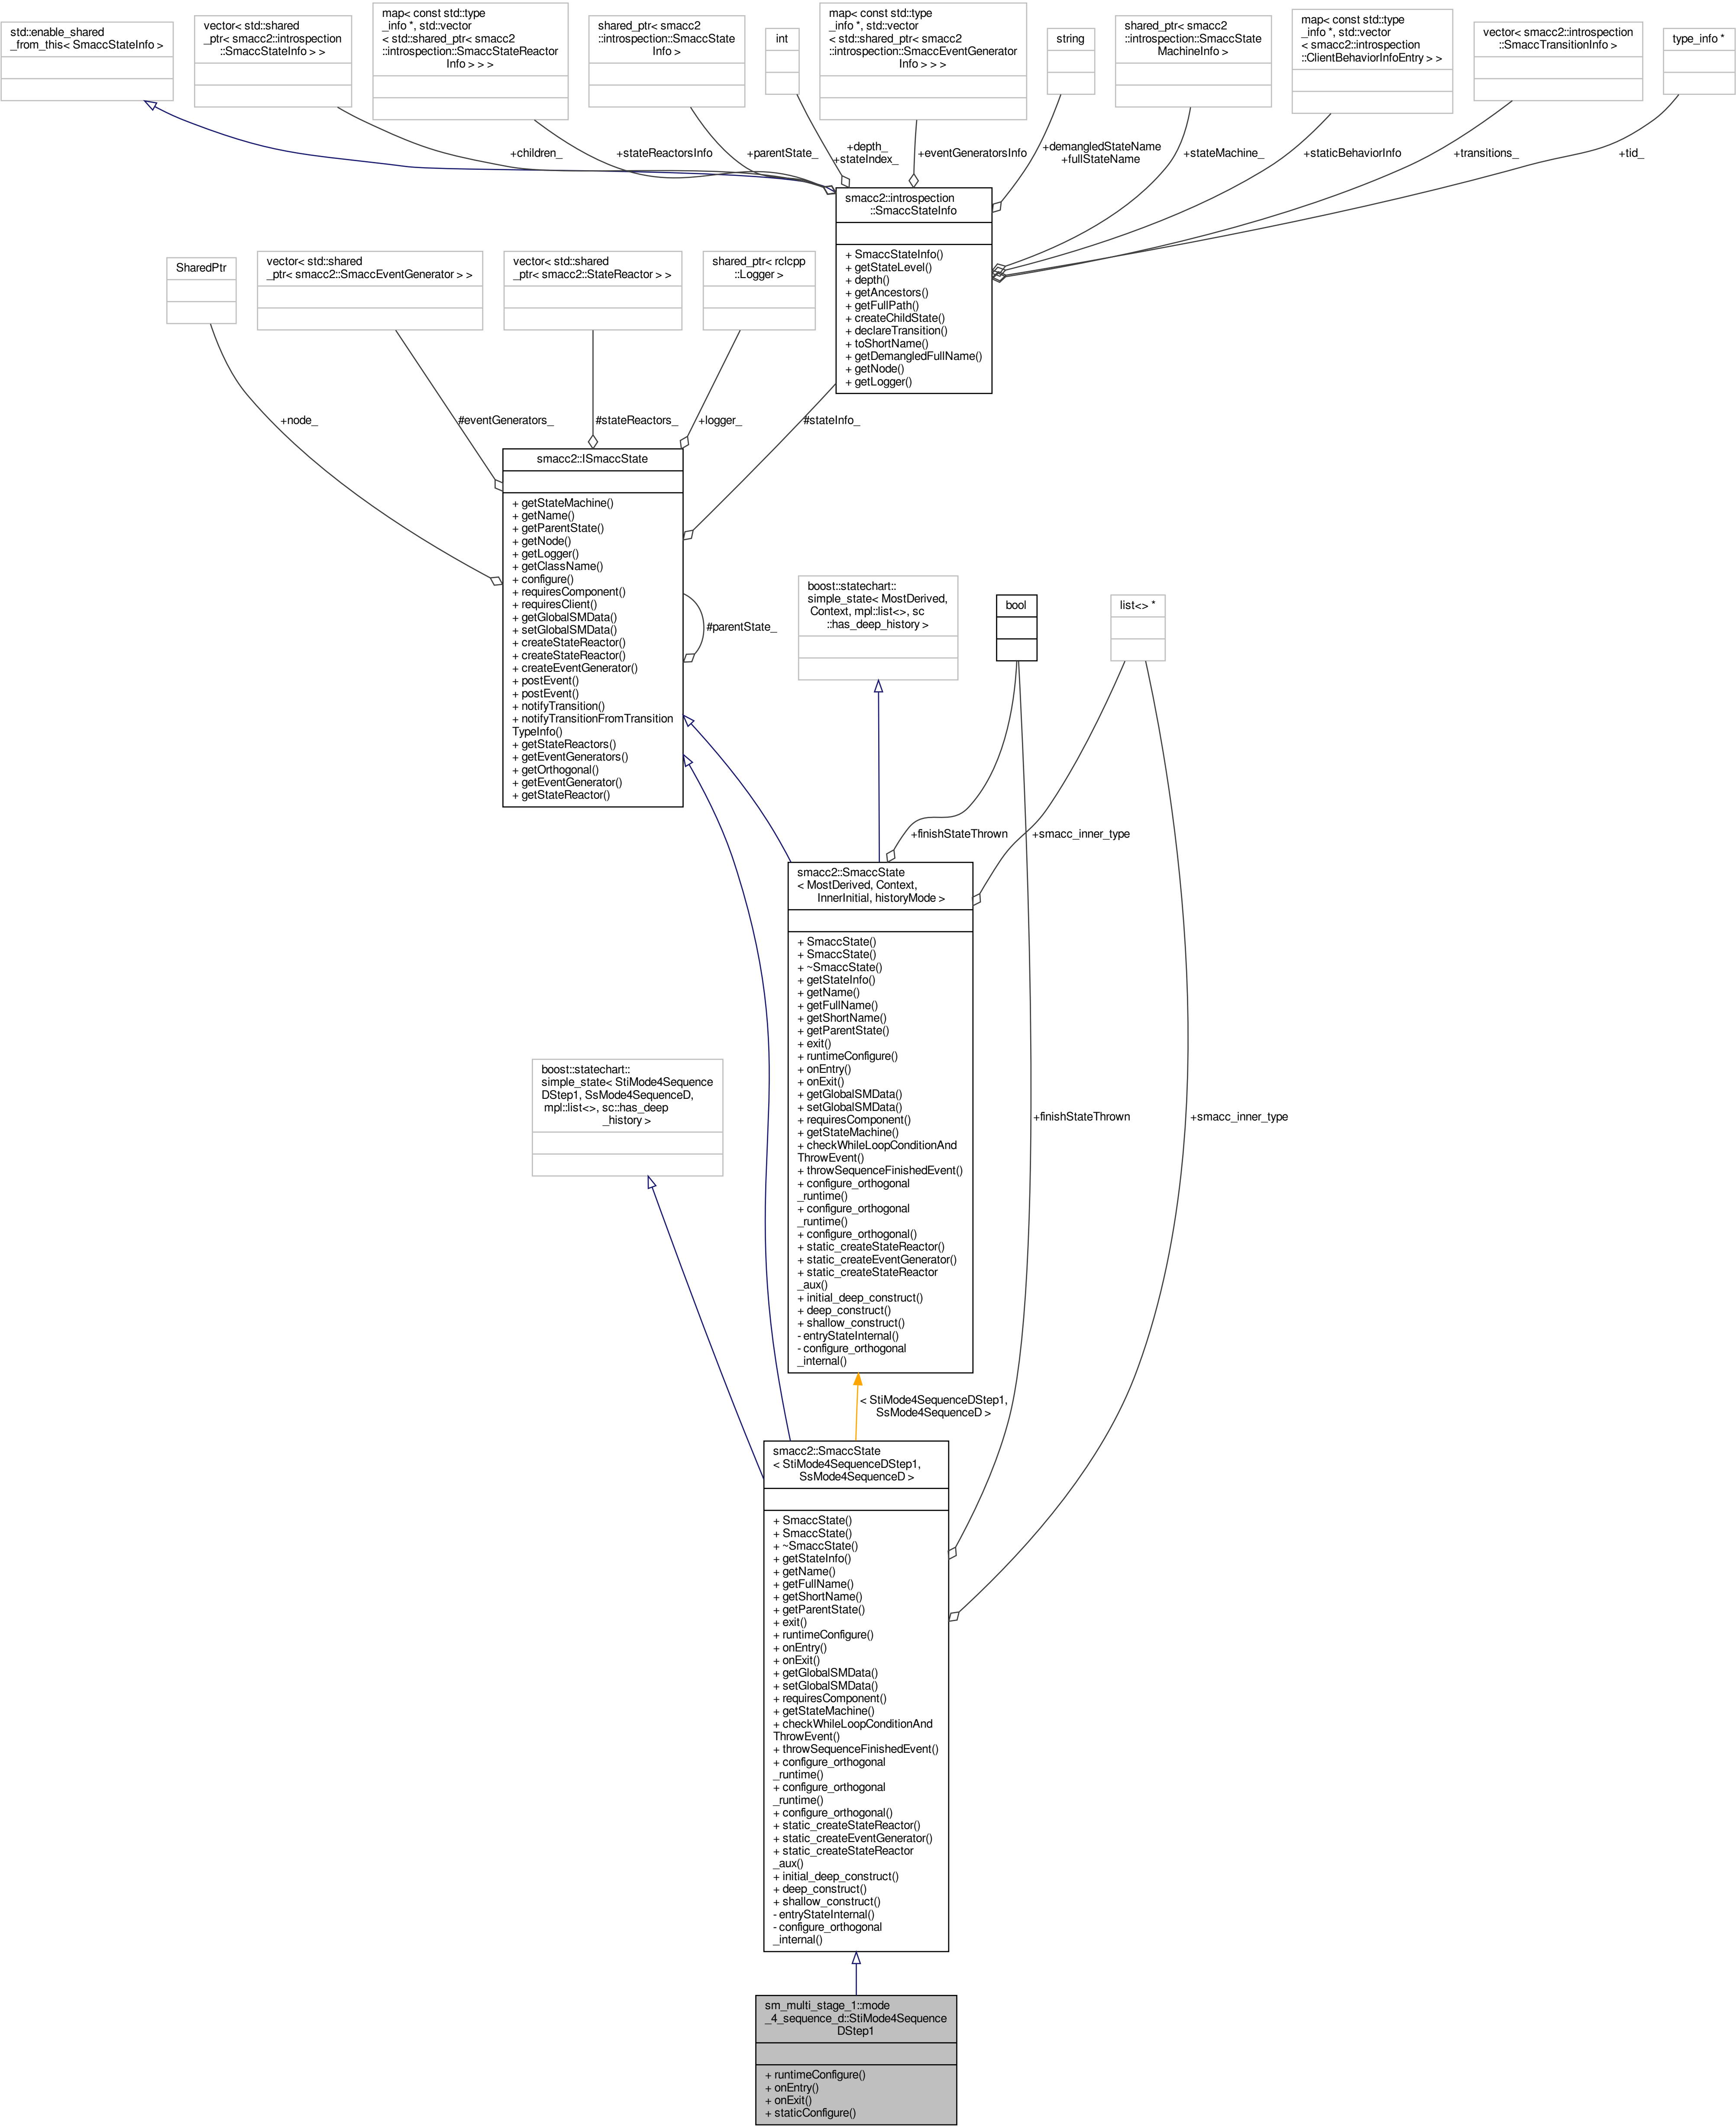 std::enable_shared
_from_this< SmaccStateInfo >
vector< std::shared
_ptr< smacc2::introspection
::SmaccStateInfo > >
map< const std::type
_info *, std::vector
< std::shared_ptr< smacc2
::introspection::SmaccStateReactor
Info > > >
shared_ptr< smacc2
::introspection::SmaccState
Info >
int
map< const std::type
_info *, std::vector
< std::shared_ptr< smacc2
::introspection::SmaccEventGenerator
Info > > >
string
shared_ptr< smacc2
::introspection::SmaccState
MachineInfo >
map< const std::type
_info *, std::vector
< smacc2::introspection
::ClientBehaviorInfoEntry > >
vector< smacc2::introspection
::SmaccTransitionInfo >
type_info *
+children_
+stateReactorsInfo
+parentState_
+depth_
+stateIndex_
+eventGeneratorsInfo
+demangledStateName
+fullStateName
+stateMachine_
+staticBehaviorInfo
+transitions_
+tid_
smacc2::introspection
::SmaccStateInfo
+ SmaccStateInfo()
+ getStateLevel()
+ depth()
+ getAncestors()
+ getFullPath()
+ createChildState()
+ declareTransition()
+ toShortName()
+ getDemangledFullName()
+ getNode()
+ getLogger()
SharedPtr
vector< std::shared
_ptr< smacc2::SmaccEventGenerator > >
vector< std::shared
_ptr< smacc2::StateReactor > >
shared_ptr< rclcpp
::Logger >
+node_
#eventGenerators_
#stateReactors_
+logger_
#stateInfo_
smacc2::ISmaccState
+ getStateMachine()
+ getName()
+ getParentState()
+ getNode()
+ getLogger()
+ getClassName()
+ configure()
+ requiresComponent()
+ requiresClient()
+ getGlobalSMData()
+ setGlobalSMData()
+ createStateReactor()
+ createStateReactor()
+ createEventGenerator()
+ postEvent()
+ postEvent()
+ notifyTransition()
+ notifyTransitionFromTransition
TypeInfo()
+ getStateReactors()
+ getEventGenerators()
+ getOrthogonal()
+ getEventGenerator()
+ getStateReactor()
#parentState_
boost::statechart::
simple_state< MostDerived,
Context, mpl::list<>, sc
::has_deep_history >
bool
list<> *
+finishStateThrown
+smacc_inner_type
smacc2::SmaccState
< MostDerived, Context,
InnerInitial, historyMode >
+ SmaccState()
+ SmaccState()
+ ~SmaccState()
+ getStateInfo()
+ getName()
+ getFullName()
+ getShortName()
+ getParentState()
+ exit()
+ runtimeConfigure()
+ onEntry()
+ onExit()
+ getGlobalSMData()
+ setGlobalSMData()
+ requiresComponent()
+ getStateMachine()
+ checkWhileLoopConditionAnd
ThrowEvent()
+ throwSequenceFinishedEvent()
+ configure_orthogonal
_runtime()
+ configure_orthogonal
_runtime()
+ configure_orthogonal()
+ static_createStateReactor()
+ static_createEventGenerator()
+ static_createStateReactor
_aux()
+ initial_deep_construct()
+ deep_construct()
+ shallow_construct()
- entryStateInternal()
- configure_orthogonal
_internal()
boost::statechart::
simple_state< StiMode4Sequence
DStep1, SsMode4SequenceD,
mpl::list<>, sc::has_deep
_history >
+finishStateThrown
+smacc_inner_type
< StiMode4SequenceDStep1,
SsMode4SequenceD >
smacc2::SmaccState
< StiMode4SequenceDStep1,
SsMode4SequenceD >
+ SmaccState()
+ SmaccState()
+ ~SmaccState()
+ getStateInfo()
+ getName()
+ getFullName()
+ getShortName()
+ getParentState()
+ exit()
+ runtimeConfigure()
+ onEntry()
+ onExit()
+ getGlobalSMData()
+ setGlobalSMData()
+ requiresComponent()
+ getStateMachine()
+ checkWhileLoopConditionAnd
ThrowEvent()
+ throwSequenceFinishedEvent()
+ configure_orthogonal
_runtime()
+ configure_orthogonal
_runtime()
+ configure_orthogonal()
+ static_createStateReactor()
+ static_createEventGenerator()
+ static_createStateReactor
_aux()
+ initial_deep_construct()
+ deep_construct()
+ shallow_construct()
- entryStateInternal()
- configure_orthogonal
_internal()
sm_multi_stage_1::mode
_4_sequence_d::StiMode4Sequence
DStep1
+ runtimeConfigure()
+ onEntry()
+ onExit()
+ staticConfigure()